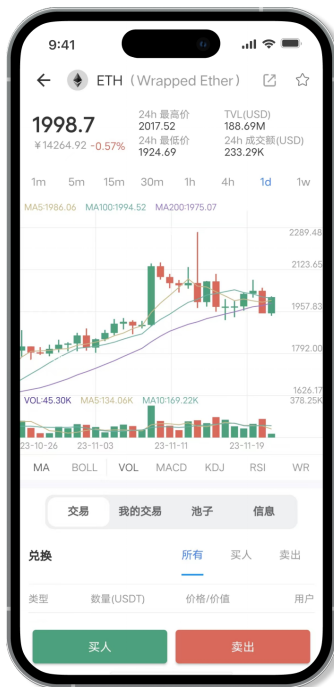 9:41
ETH (Wrapped Ether)
1998.7
¥14264.92 -0.57%
24h 最高价
2017.52
24h 最低价
1924.69
TVL(USD)
188.69M
24h 成交额(USD)
233.29K
1m 5m 15m 30m 1h 4h 1d 1w
MA5:1986.06 MA100:1994.52 MA200:1975.07
2289.48
2123.65
1957.83
1792.00
1626.17
VOL:45.30K MA5:134.06K MA10:169.22K 378.25K
23-10-26 23-11-03 23-11-11 23-11-19
MA BOLL VOL MACD KDJ RSI WR
交易 我的交易 池子 信息
兑换 所有 买入 卖出
类型 数量(USDT) 价格/价值 用户
买入 卖出